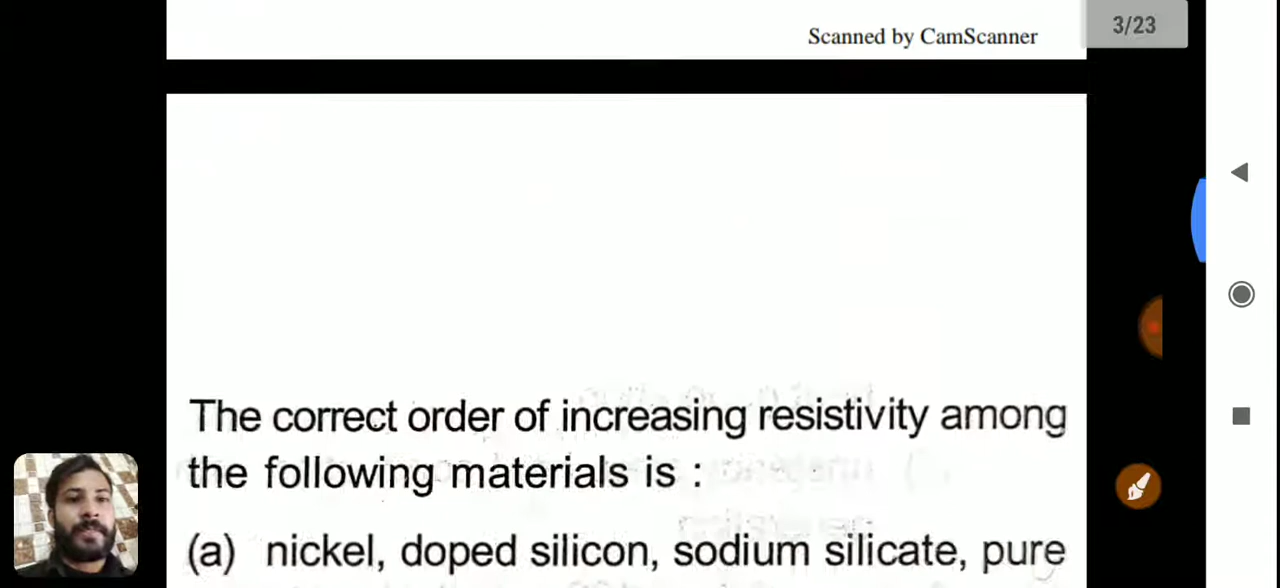 Scanned by CamScanner
3/23
The correct order of increasing resistivity among
the following materials is :
(a) nickel, doped silicon, sodium silicate, pure